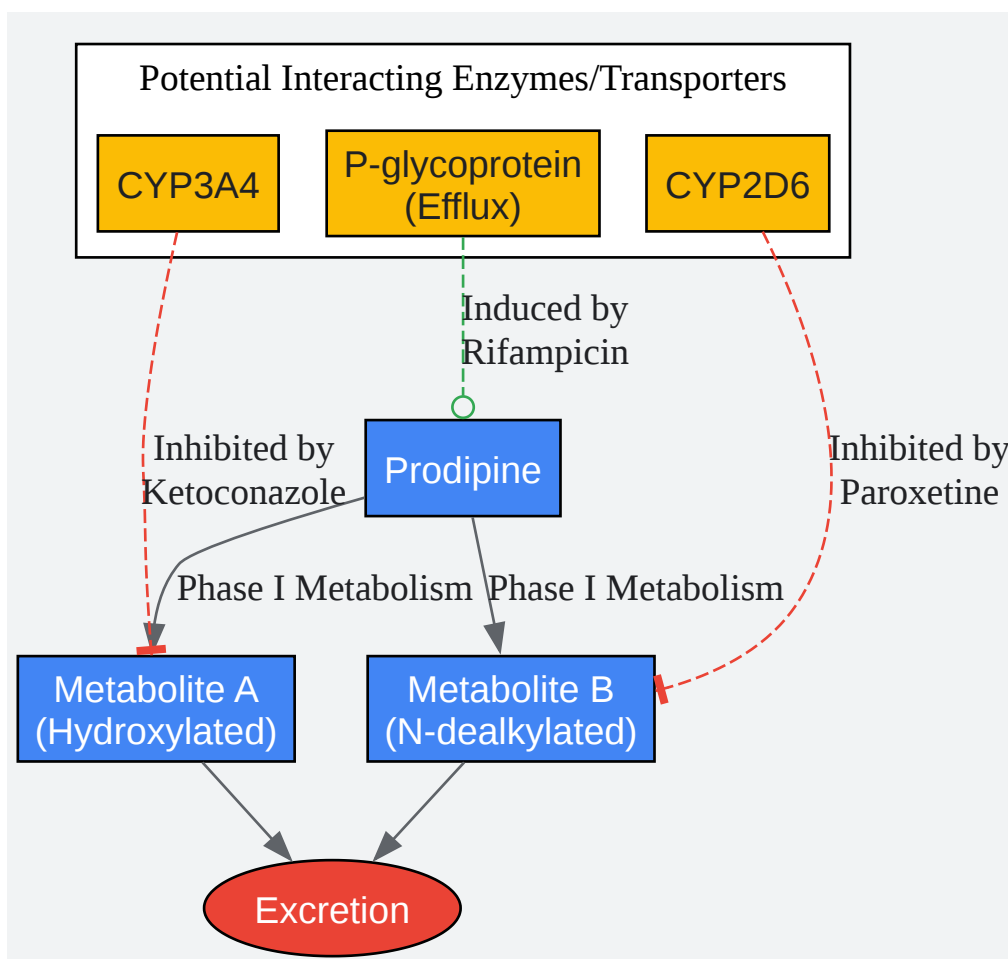 Potential Interacting Enzymes/Transporters
CYP3A4
P-glycoprotein
(Efflux)
CYP2D6
Induced by
Rifampicin
Inhibited by
Ketoconazole
Prodipine
Inhibited by
Paroxetine
Phase I Metabolism
Phase I Metabolism
Metabolite A
(Hydroxylated)
Metabolite B
(N-dealkylated)
Excretion